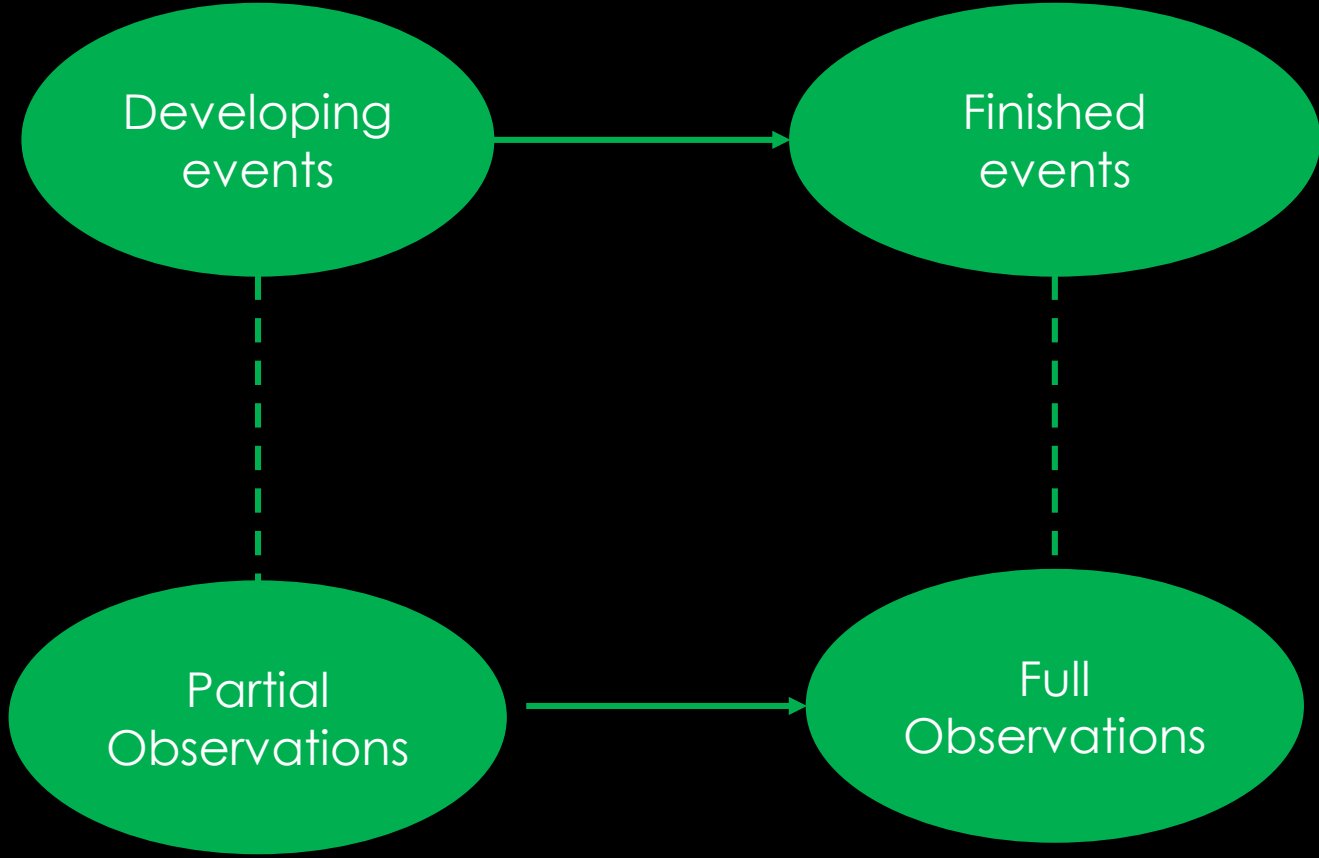 Developing
events
Finished
events
Partial
Observations
Full
Observations